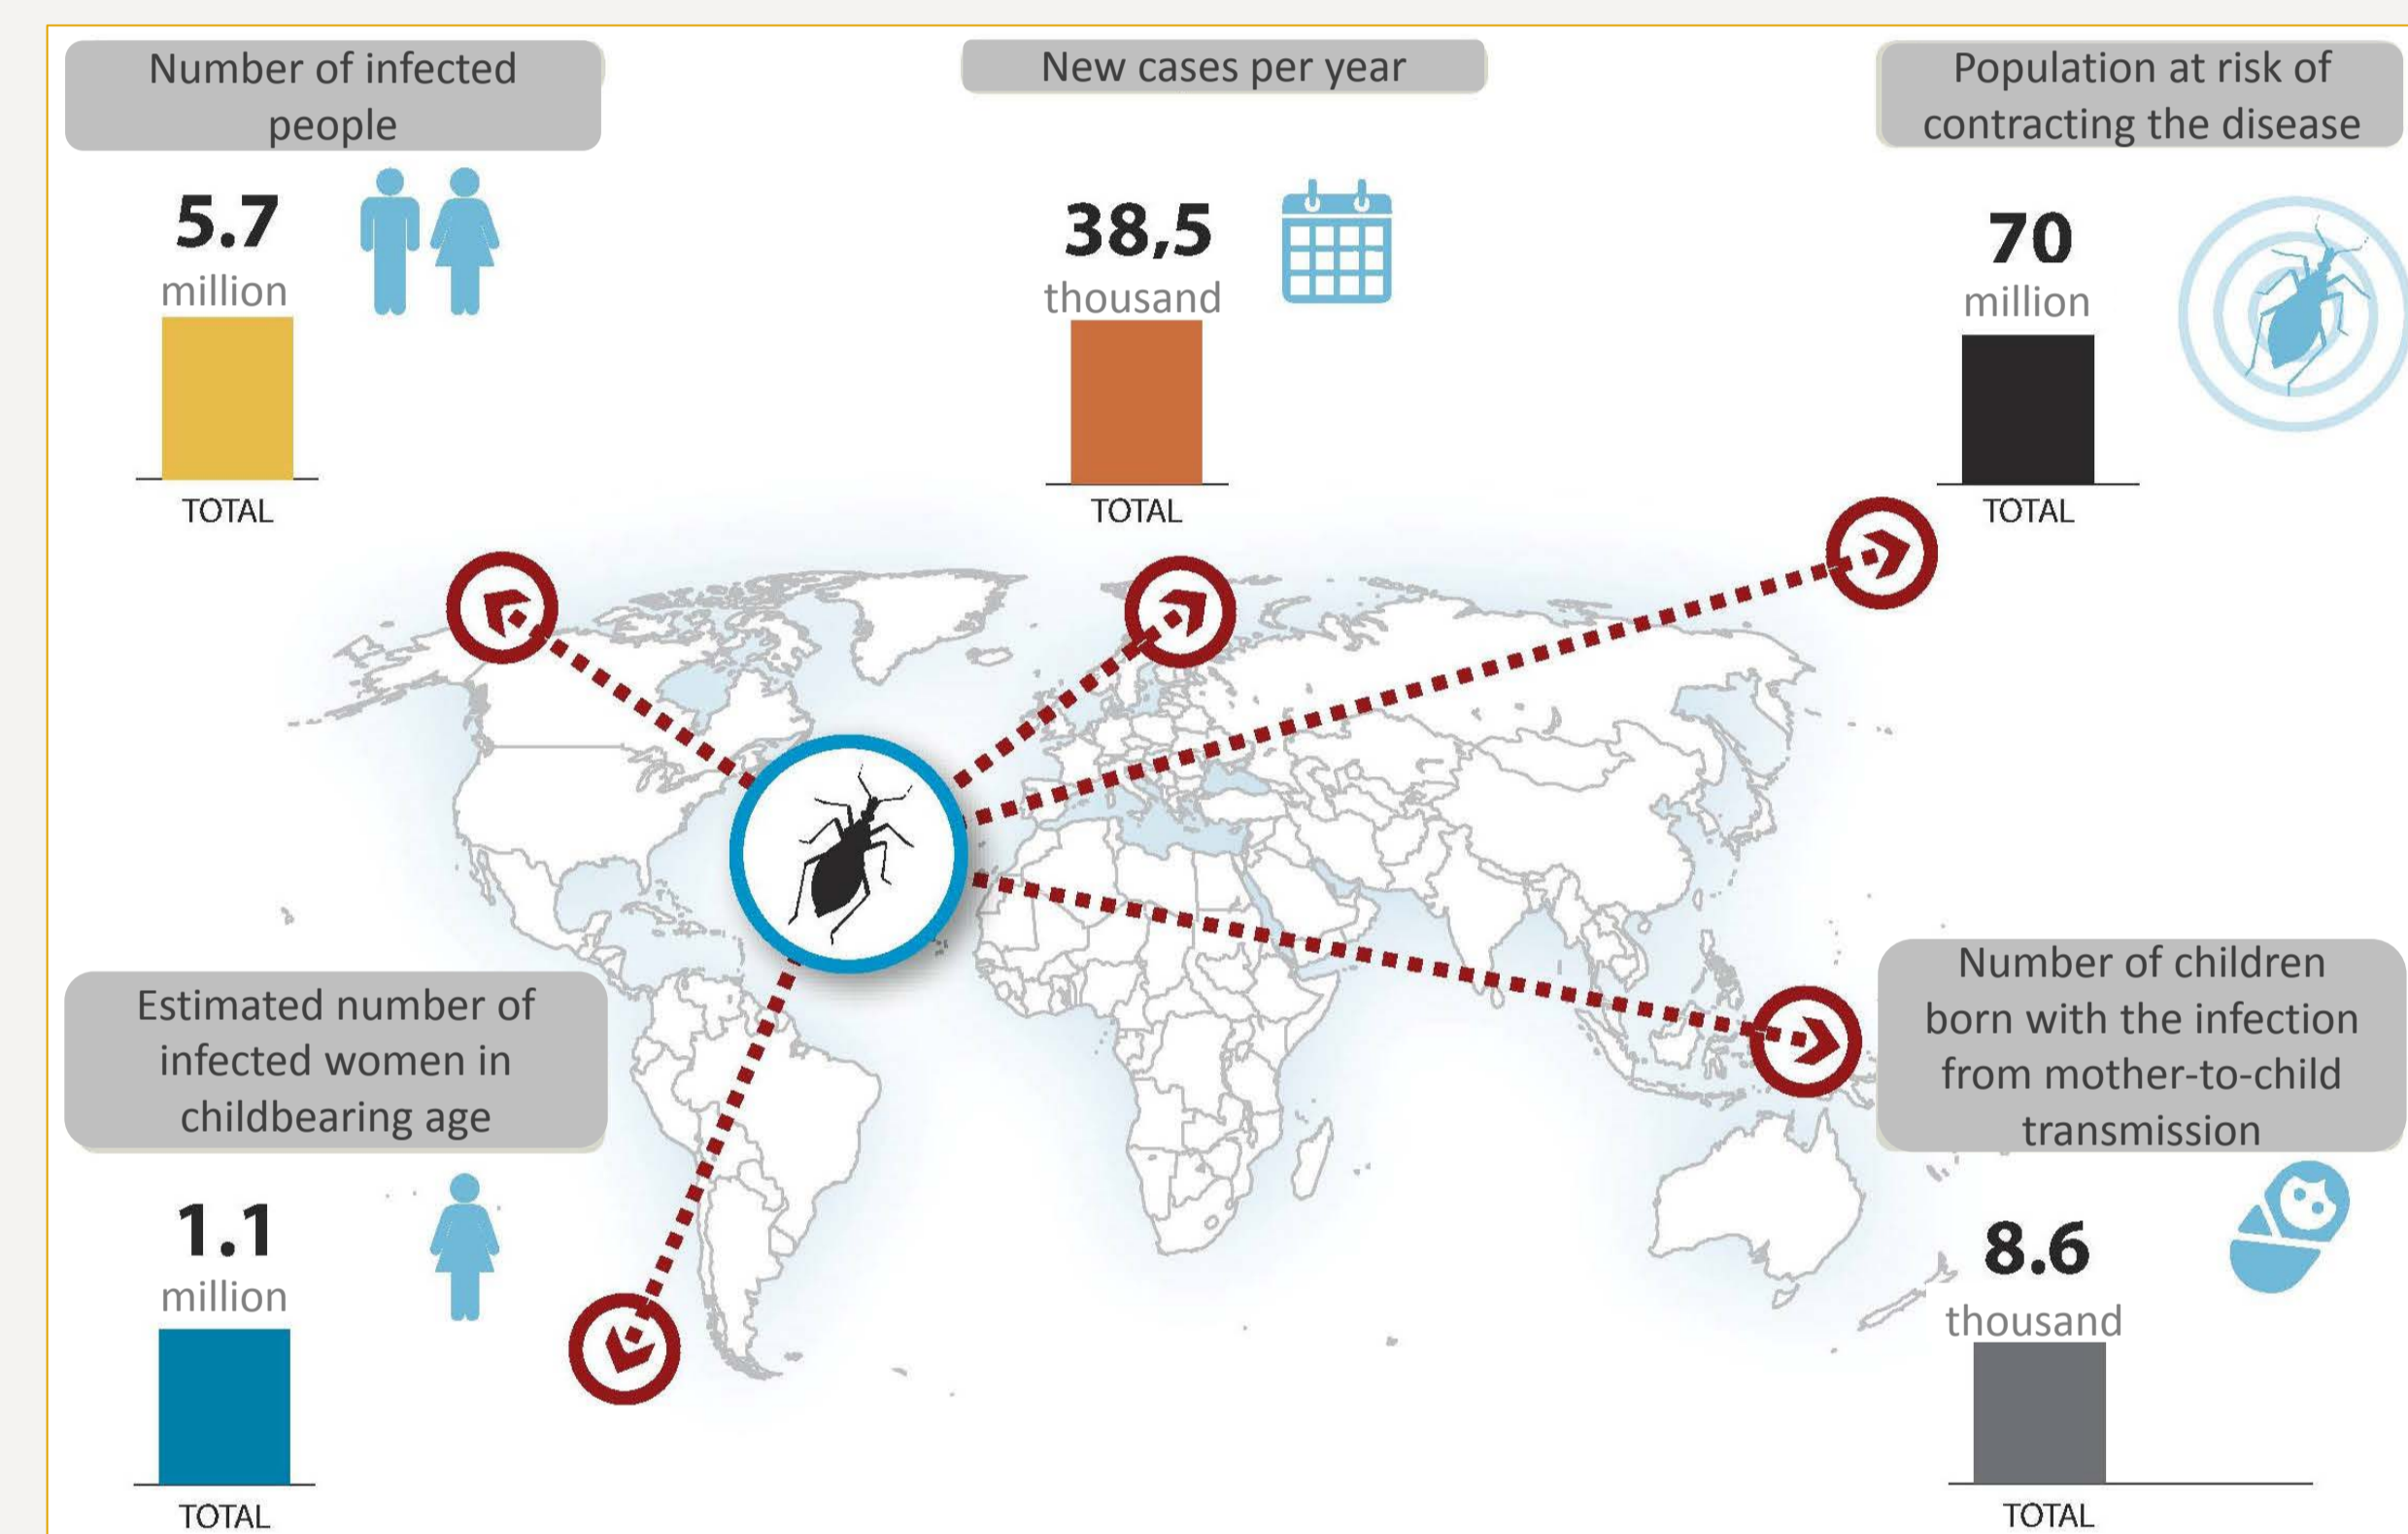 Number of infected
people
5.7
million
TOTAL
New cases per year
38,5
thousand
TOTAL
Population at risk of
contracting the disease
70
million
TOTAL
Estimated number of
infected women in
childbearing age
1.1
million
TOTAL
Number of children
born with the infection
from mother-to-child
transmission
8.6
thousand
TOTAL